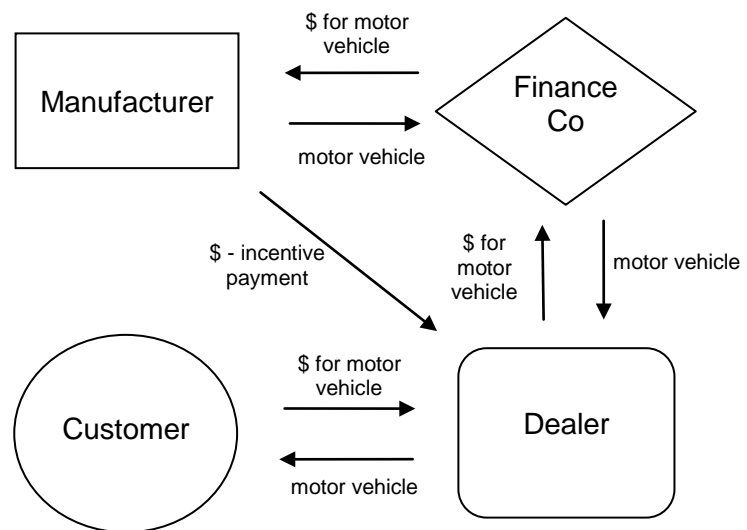 $ for motor
vehicle
Manufacturer
Finance
Co
motor vehicle
$ - incentive
payment
$ for
motor
vehicle
motor vehicle
$ for motor
vehicle
Customer
Dealer
motor vehicle